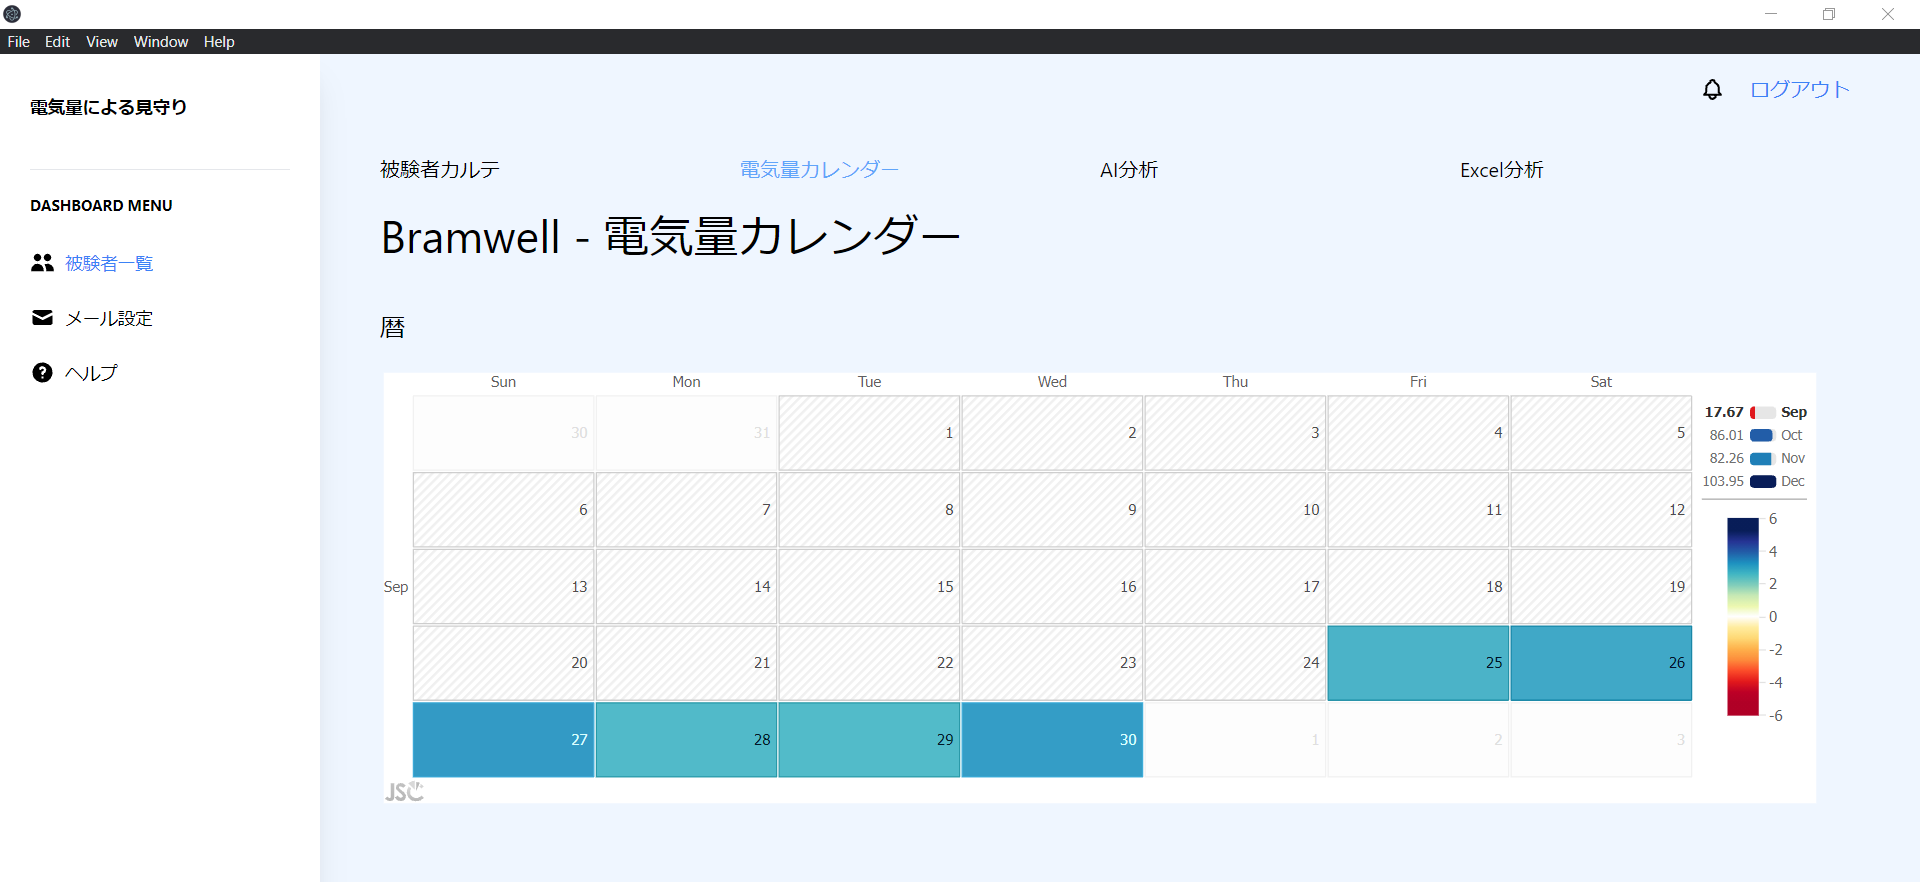 File Edit View Window Help
電気量による見守り
DASHBOARD MENU
被験者一覧
メール設定
ヘルプ
ログアウト
被験者カルテ 電気量カレンダー AI分析 Excel分析
Bramwell - 電気量カレンダー
暦
Sun Mon Tue Wed Thu Fri Sat
30 31 1 2 3 4 5
6 7 8 9 10 11 12
Sep 13 14 15 16 17 18 19
20 21 22 23 24 25 26
27 28 29 30 1 2 3
JSC
17.67 Sep
86.01 Oct
82.26 Nov
103.95 Dec
6
4
2
0
-2
-4
-6